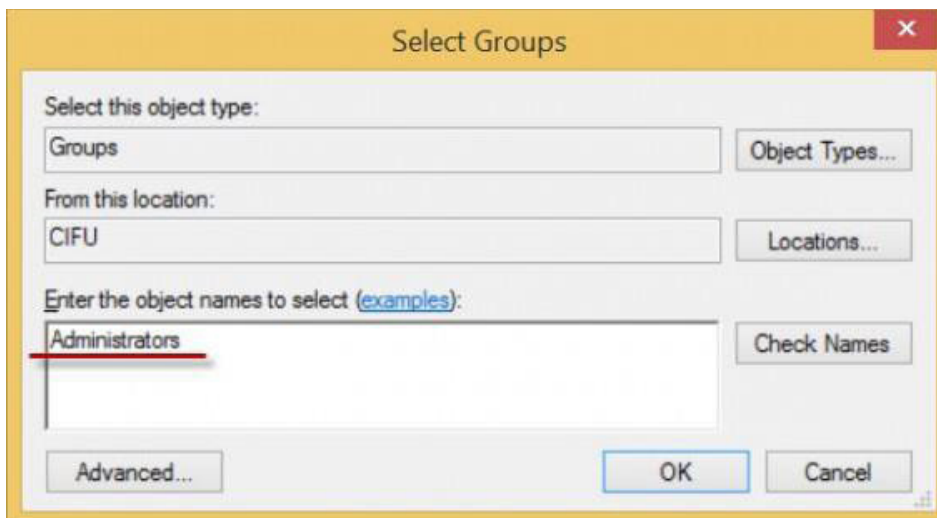 Select Groups
Select this object type:
Groups
Object Types...
From this location:
CIFU
Locations...
Enter the object names to select (examples):
Administrators
Check Names
Advanced...
OK
Cancel